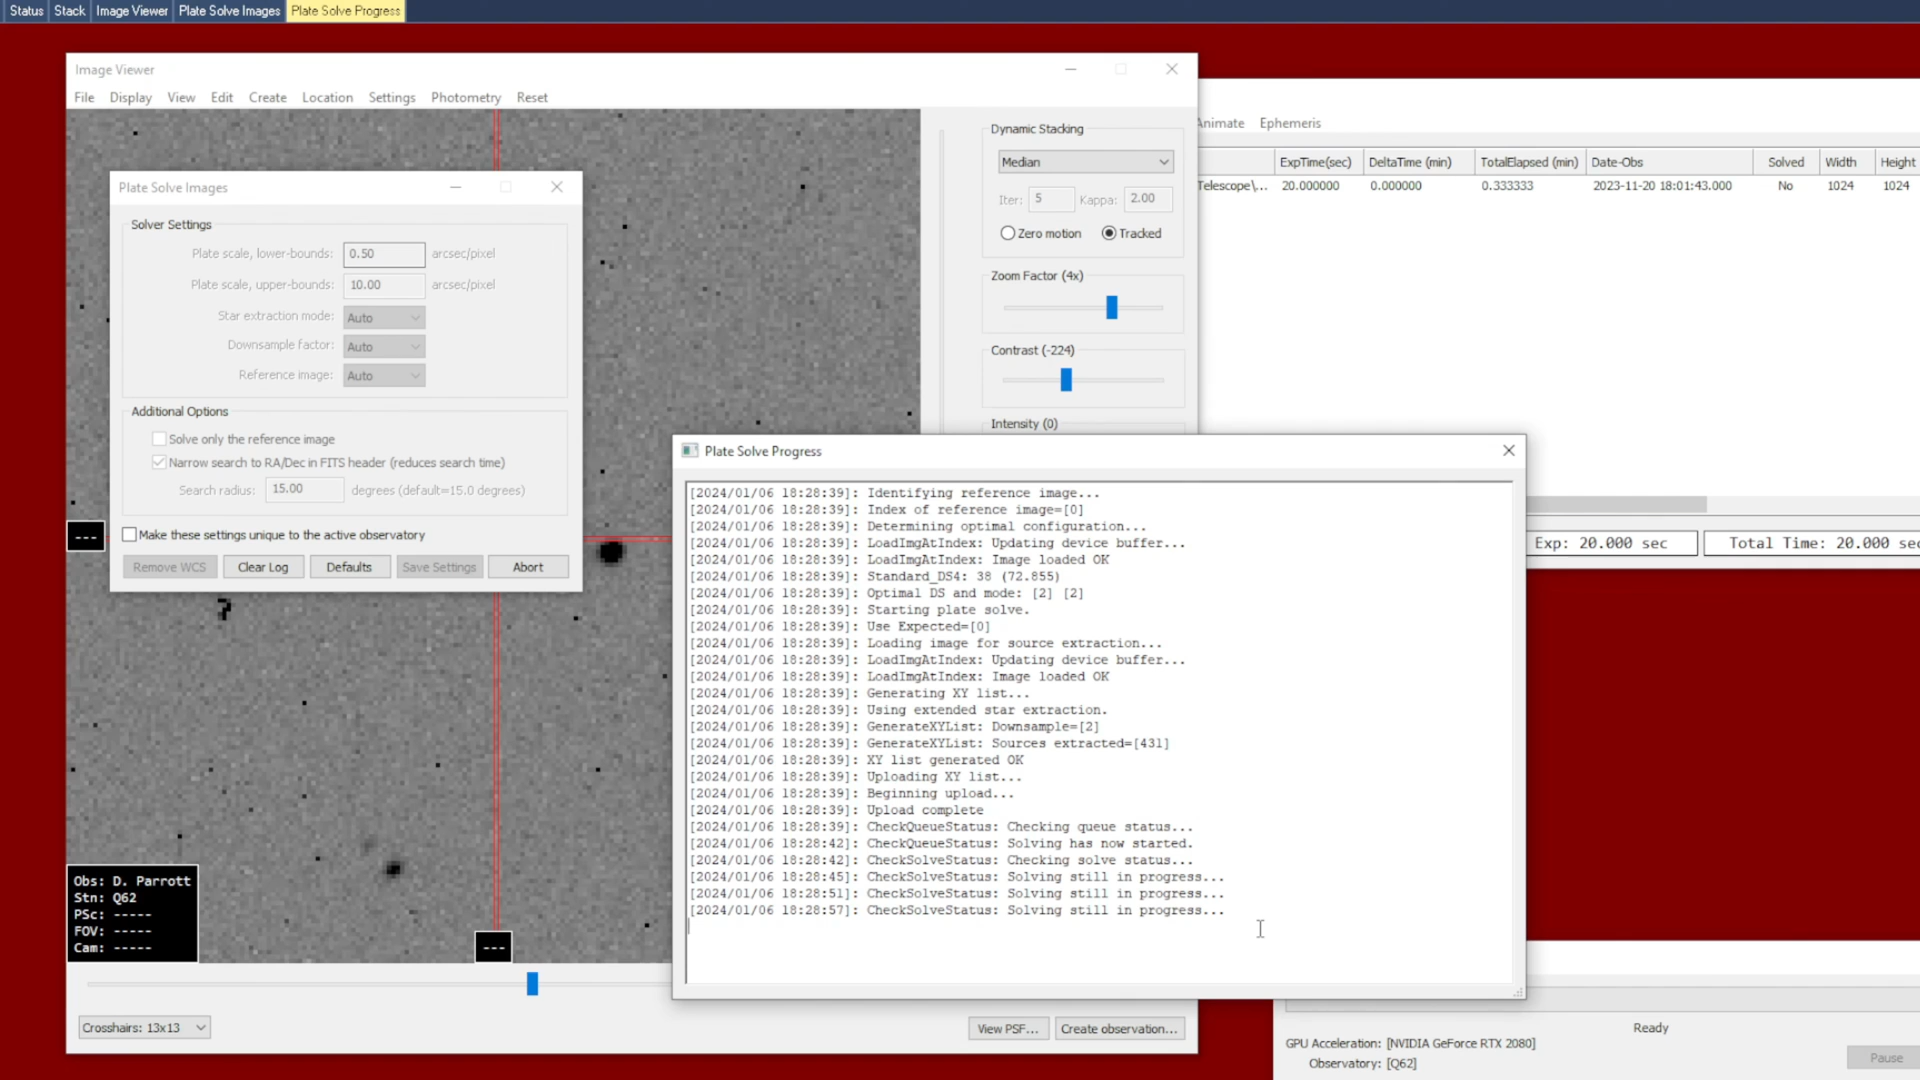 Status Stack Image Viewer Plate Solve Images Plate Solve Progress
Image Viewer
File Display View Edit Create Location Settings Photometry Reset
Plate Solve Images
Solver Settings
Plate scale, lower-bounds: 0.50 arcsec/pixel
Plate scale, upper-bounds: 10.00 arcsec/pixel
Star extraction mode: Auto
Downsample factor: Auto
Reference image: Auto
Additional Options
Solve only the reference image
Narrow search to RA/Dec in FITS header (reduces search time)
Search radius: 15.00 degrees (default=15.0 degrees)
Make these settings unique to the active observatory
Remove WCS Clear Log Defaults Save Settings Abort
---
Obs: D. Parrott
Stn: Q62
PSc: -----
FOV: -----
Cam: -----
---
Crosshairs: 13x13
View PSF... Create observation...
Dynamic Stacking
Median
Iter: 5 Kappa: 2.00
Zero motion Tracked
Zoom Factor (4x)
Contrast (-224)
Intensity (0)
Animate Ephemeris
ExpTime(sec) DeltaTime (min) TotalElapsed (min) Date-Obs Solved Width Height
Telescope\... 20.000000 0.000000 0.333333 2023-11-20 18:01:43.000 No 1024 1024
Plate Solve Progress
[2024/01/06 18:28:39]: Identifying reference image...
[2024/01/06 18:28:39]: Index of reference image=[0]
[2024/01/06 18:28:39]: Determining optimal configuration...
[2024/01/06 18:28:39]: LoadImgAtIndex: Updating device buffer...
[2024/01/06 18:28:39]: LoadImgAtIndex: Image loaded OK
[2024/01/06 18:28:39]: Standard_DS4: 38 (72.855)
[2024/01/06 18:28:39]: Optimal DS and mode: [2] [2]
[2024/01/06 18:28:39]: Starting plate solve.
[2024/01/06 18:28:39]: Use Expected=[0]
[2024/01/06 18:28:39]: Loading image for source extraction...
[2024/01/06 18:28:39]: LoadImgAtIndex: Updating device buffer...
[2024/01/06 18:28:39]: LoadImgAtIndex: Image loaded OK
[2024/01/06 18:28:39]: Generating XY list...
[2024/01/06 18:28:39]: Using extended star extraction.
[2024/01/06 18:28:39]: GenerateXYList: Downsample=[2]
[2024/01/06 18:28:39]: GenerateXYList: Sources extracted=[431]
[2024/01/06 18:28:39]: XY list generated OK
[2024/01/06 18:28:39]: Uploading XY list...
[2024/01/06 18:28:39]: Beginning upload...
[2024/01/06 18:28:39]: Upload complete
[2024/01/06 18:28:39]: CheckQueueStatus: Checking queue status...
[2024/01/06 18:28:42]: CheckQueueStatus: Solving has now started.
[2024/01/06 18:28:42]: CheckSolveStatus: Checking solve status...
[2024/01/06 18:28:45]: CheckSolveStatus: Solving still in progress...
[2024/01/06 18:28:51]: CheckSolveStatus: Solving still in progress...
[2024/01/06 18:28:57]: CheckSolveStatus: Solving still in progress...
Exp: 20.000 sec Total Time: 20.000 sec
Ready
GPU Acceleration: [NVIDIA GeForce RTX 2080]
Observatory: [Q62]
Pause